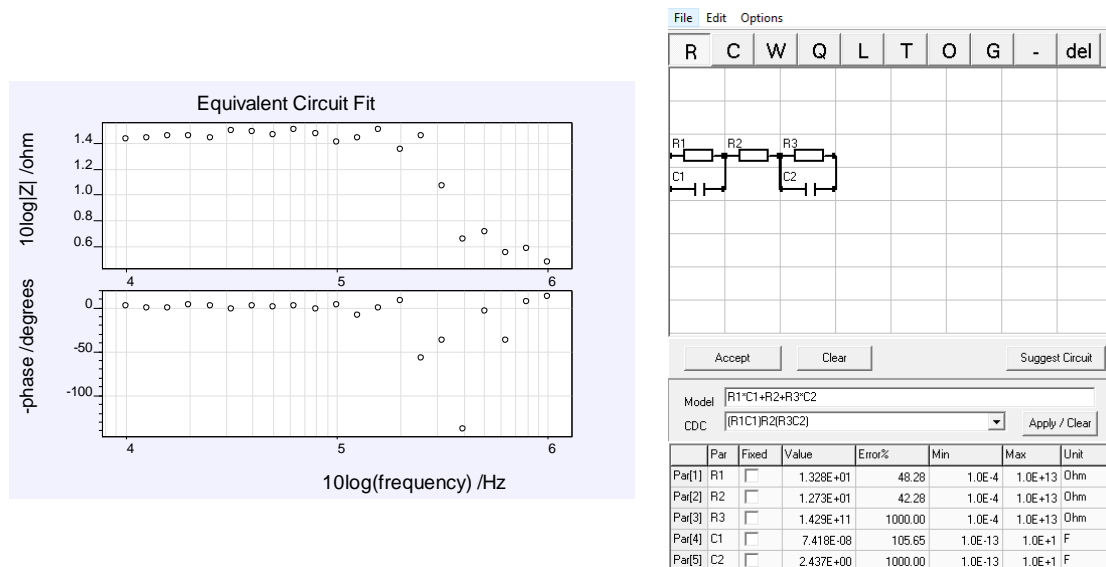 Equivalent Circuit Fit
10log|Z| /ohm
1.4
1.2
1.0
0.8
0.6
4
5
6
-phase /degrees
0
-50
-100
4
5
6
10log(frequency) /Hz
File Edit Options
R C W Q L T O G - del
R1 R2 R3
C1 C2
Accept Clear Suggest Circuit
Model R1*C1+R2+R3*C2
CDC (R1C1)R2(R3C2) Apply / Clear
Par Fixed Value Error% Min Max Unit
Par[1] R1 1.328E+01 48.28 1.0E-4 1.0E+13 Ohm
Par[2] R2 1.273E+01 42.28 1.0E-4 1.0E+13 Ohm
Par[3] R3 1.429E+11 1000.00 1.0E-4 1.0E+13 Ohm
Par[4] C1 7.418E-08 105.65 1.0E-13 1.0E+1 F
Par[5] C2 2.437E+00 1000.00 1.0E-13 1.0E+1 F